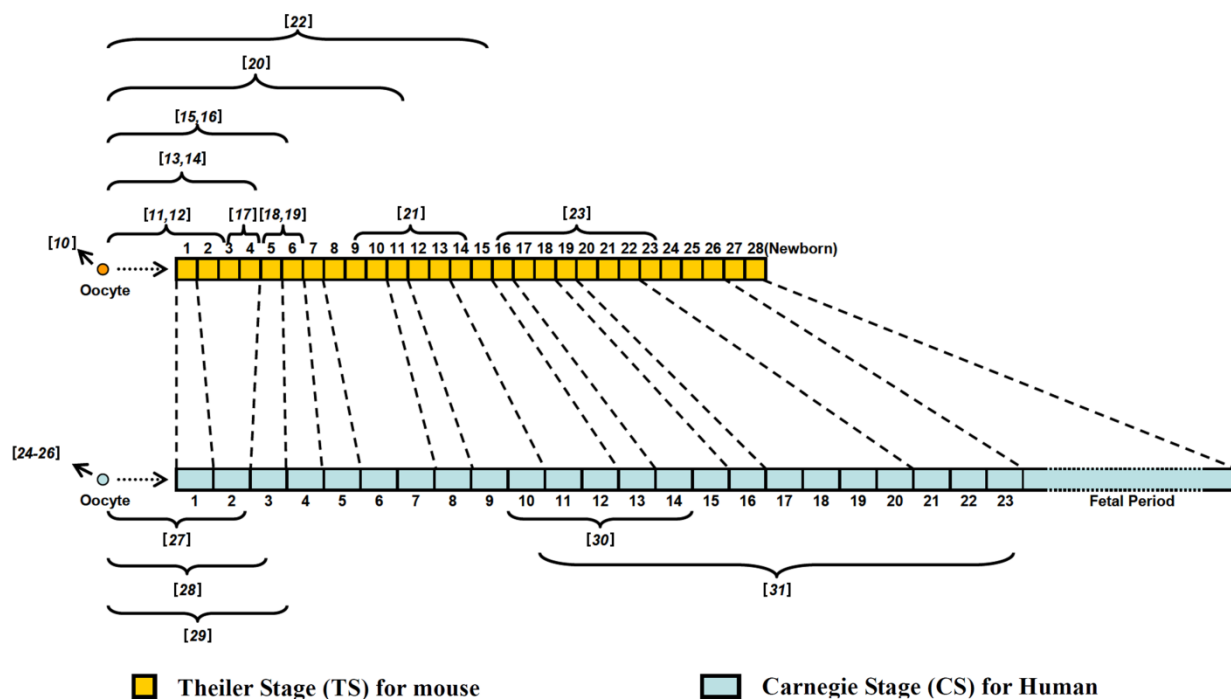 [22]
[20]
[15,16]
[13,14]
[11,12] [17] [18,19] [21] [23]
[10]
1 2 3 4 5 6 7 8 9 10 11 12 13 14 15 16 17 18 19 20 21 22 23 24 25 26 27 28(Newborn)
Oocyte
[24-26]
Oocyte
1 2 3 4 5 6 7 8 9 10 11 12 13 14 15 16 17 18 19 20 21 22 23 Fetal Period
[27] [30]
[31]
[28]
[29]
Theiler Stage (TS) for mouse Carnegie Stage (CS) for Human